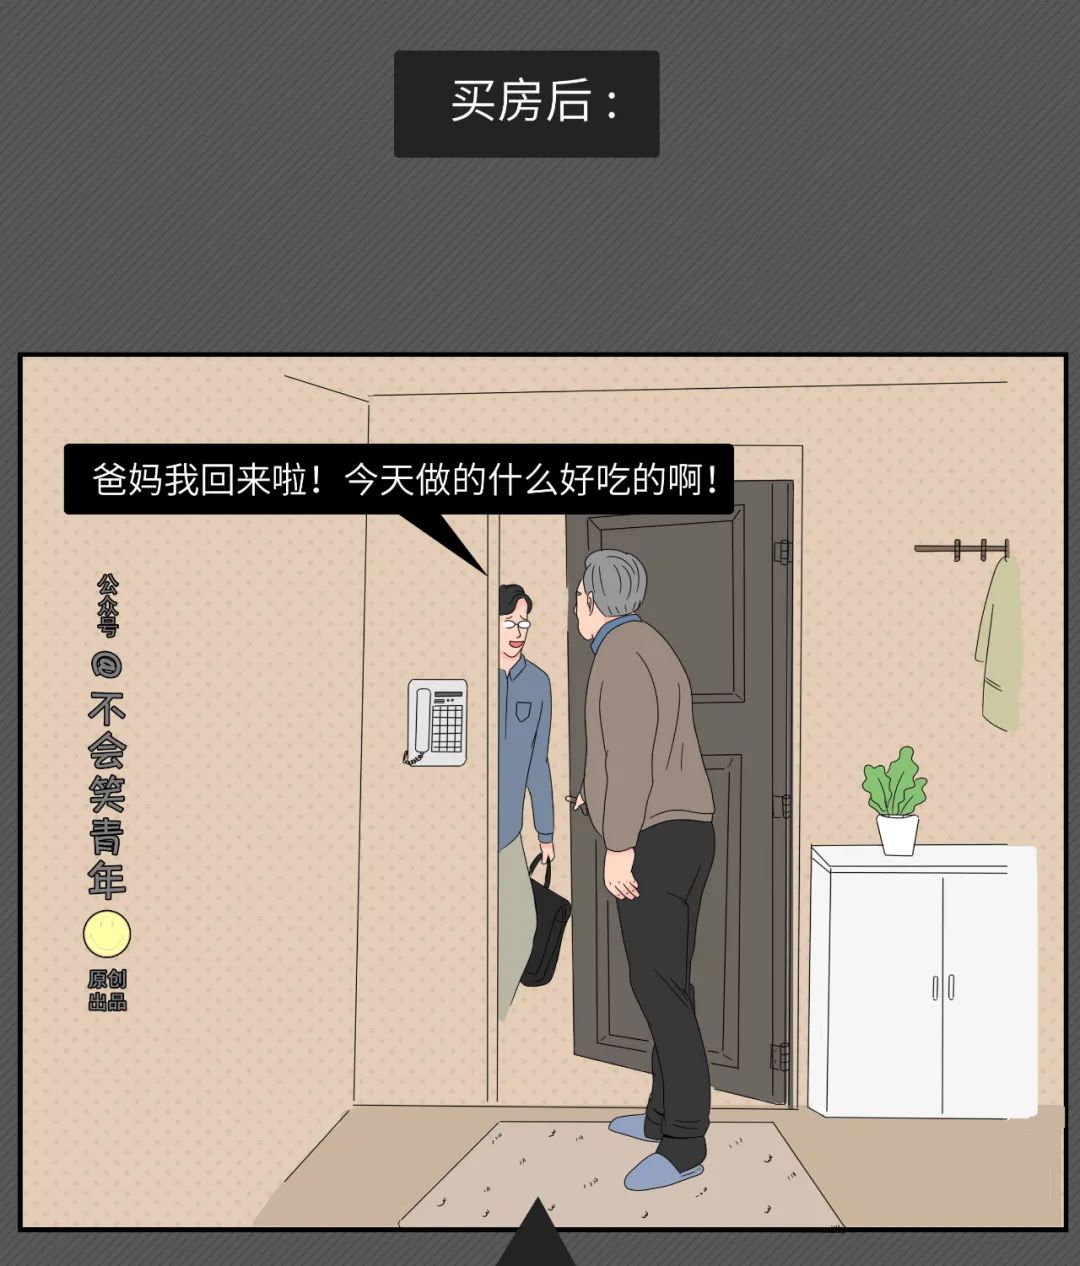 买房后：
爸妈我回来啦！今天做的什么好吃的啊！
公众号
@不会笑青年
原创
出品